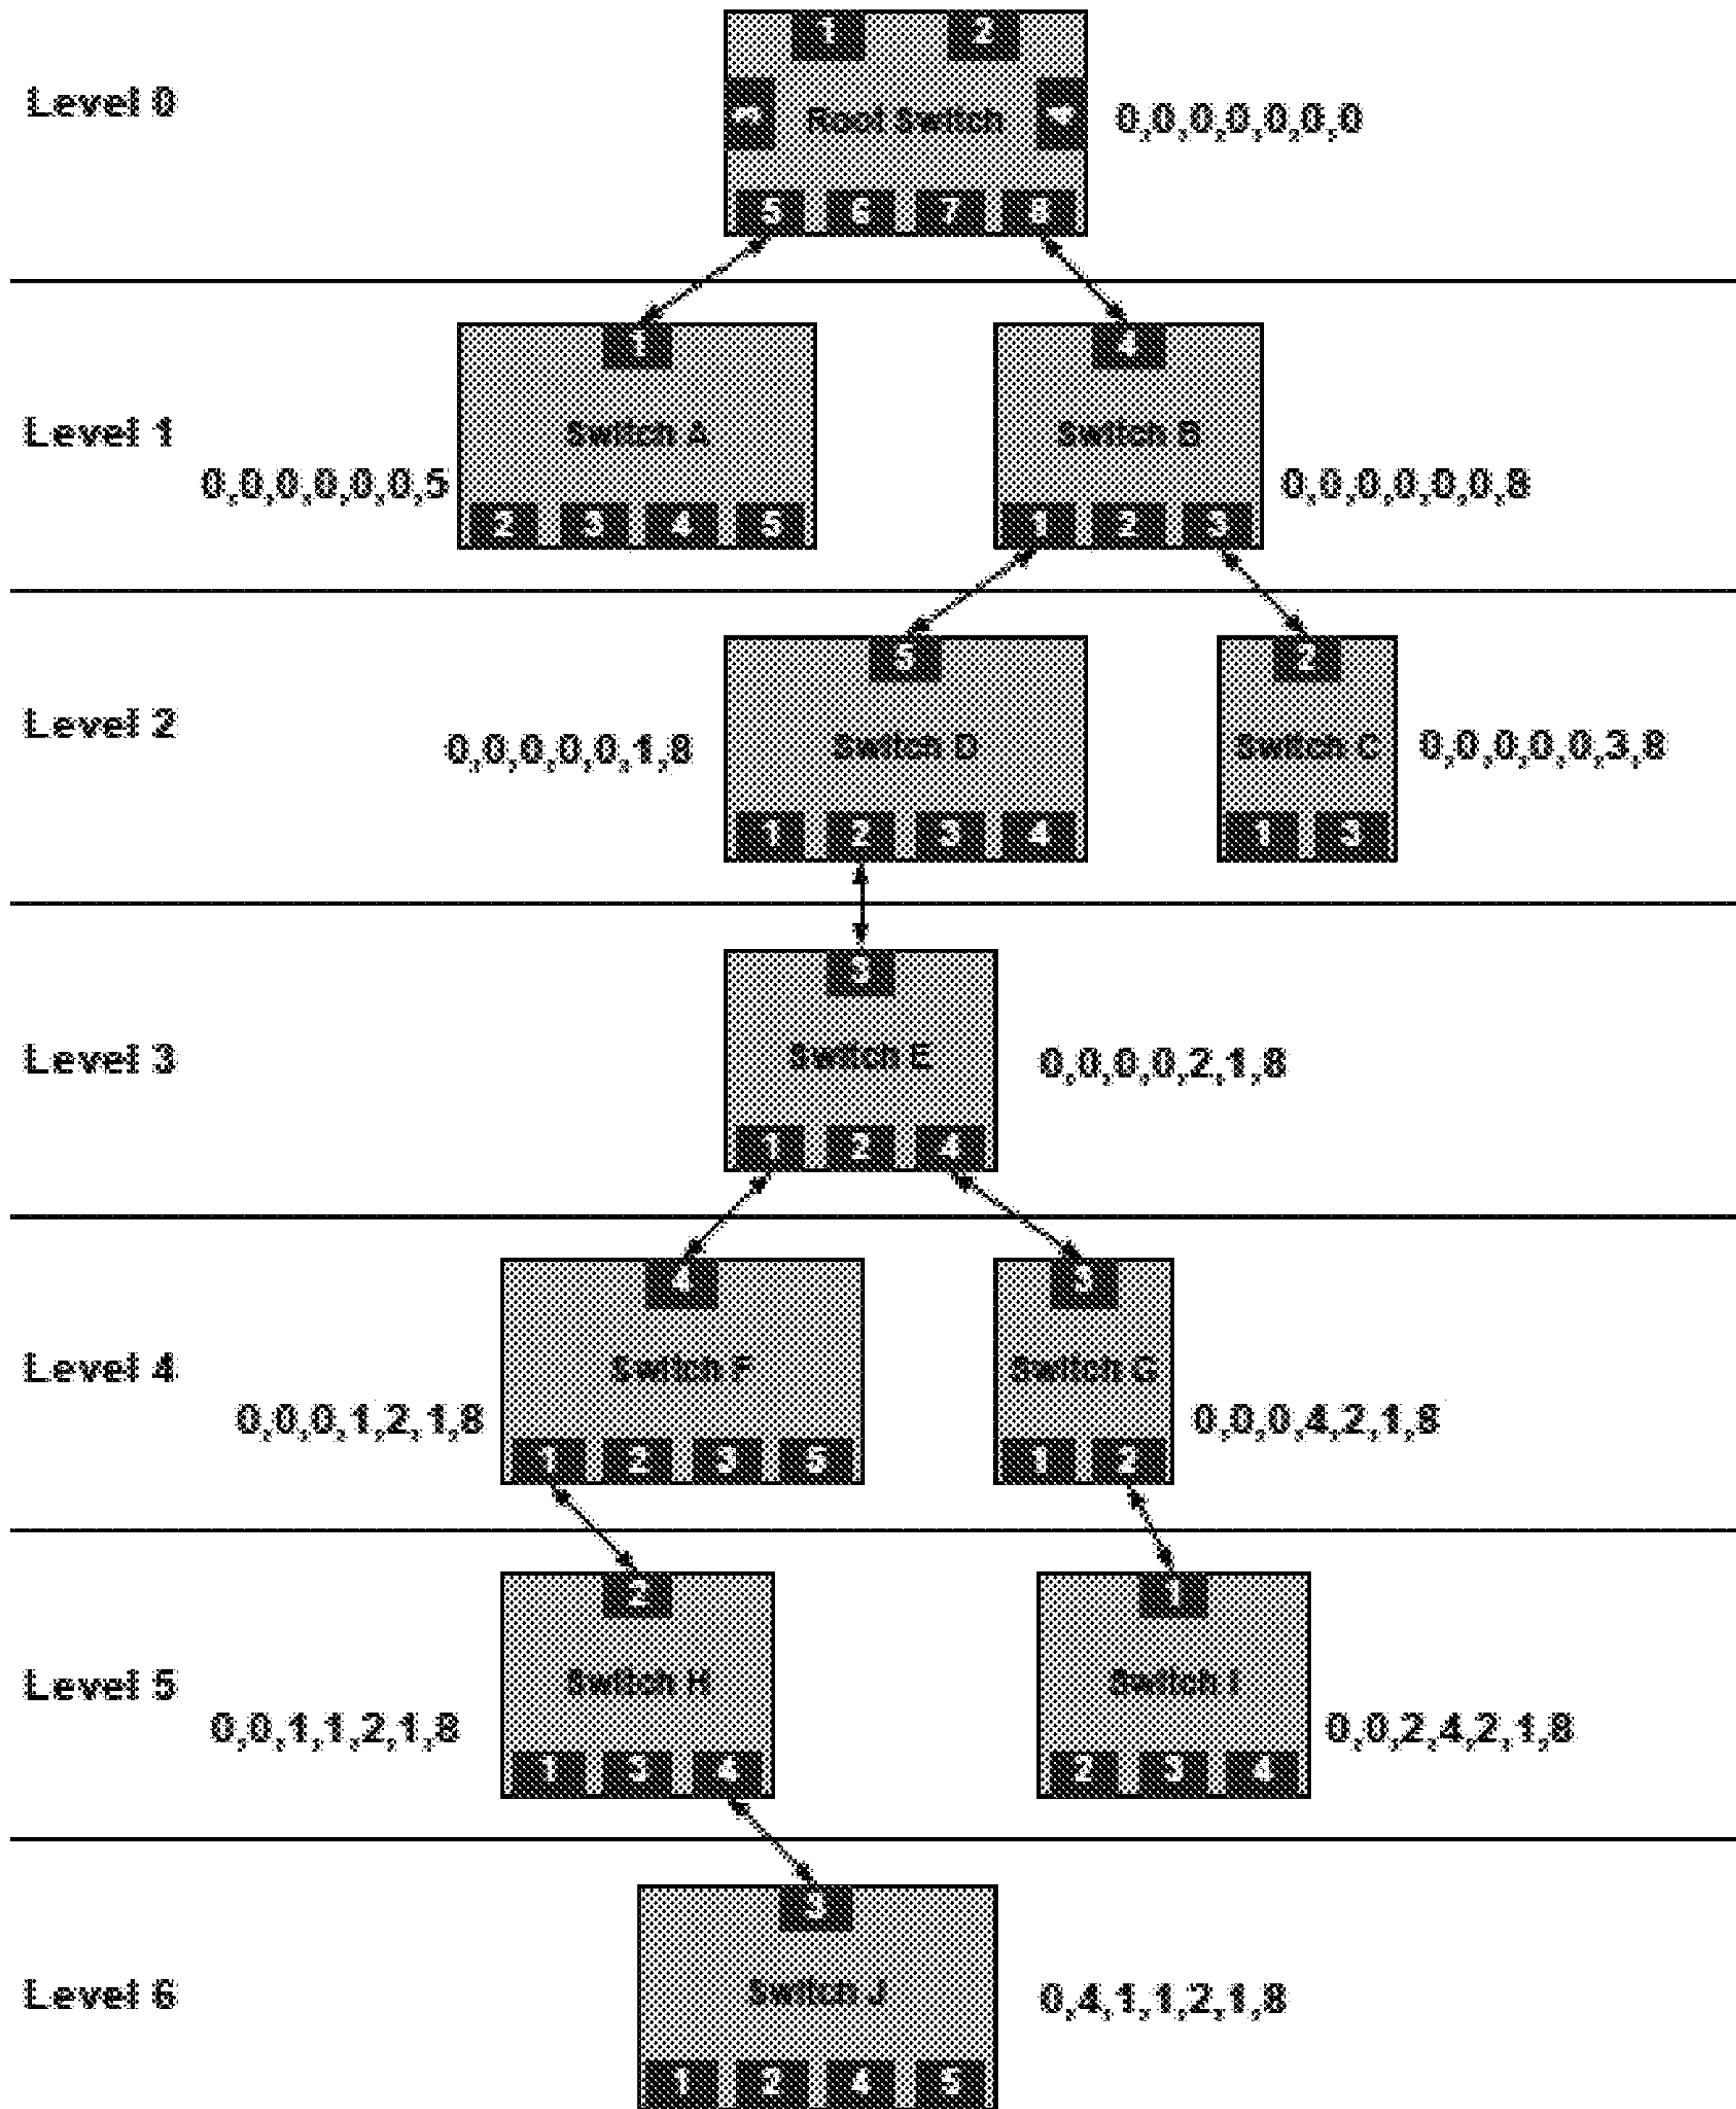 1 2
Level 0
3 Root Switch 4
0,0,0,0,0,0,0
5 6 7 8
1 4
Level 1
Switch A Switch B
0,0,0,0,0,0,5
0,0,0,0,0,0,8
2 3 4 5 1 2 3
5 2
Level 2
0,0,0,0,0,1,8
Switch D Switch C
0,0,0,0,0,3,8
1 2 3 4 1 3
3
Level 3
Switch E
0,0,0,0,2,1,8
1 2 4
4 3
Level 4
Switch F Switch G
0,0,0,1,2,1,8
0,0,0,4,2,1,8
1 2 3 5 1 2
2 1
Level 5
Switch H Switch I
0,0,1,1,2,1,8
0,0,2,4,2,1,8
1 3 4 2 3 4
3
Level 6
Switch J
0,4,1,1,2,1,8
1 2 4 5